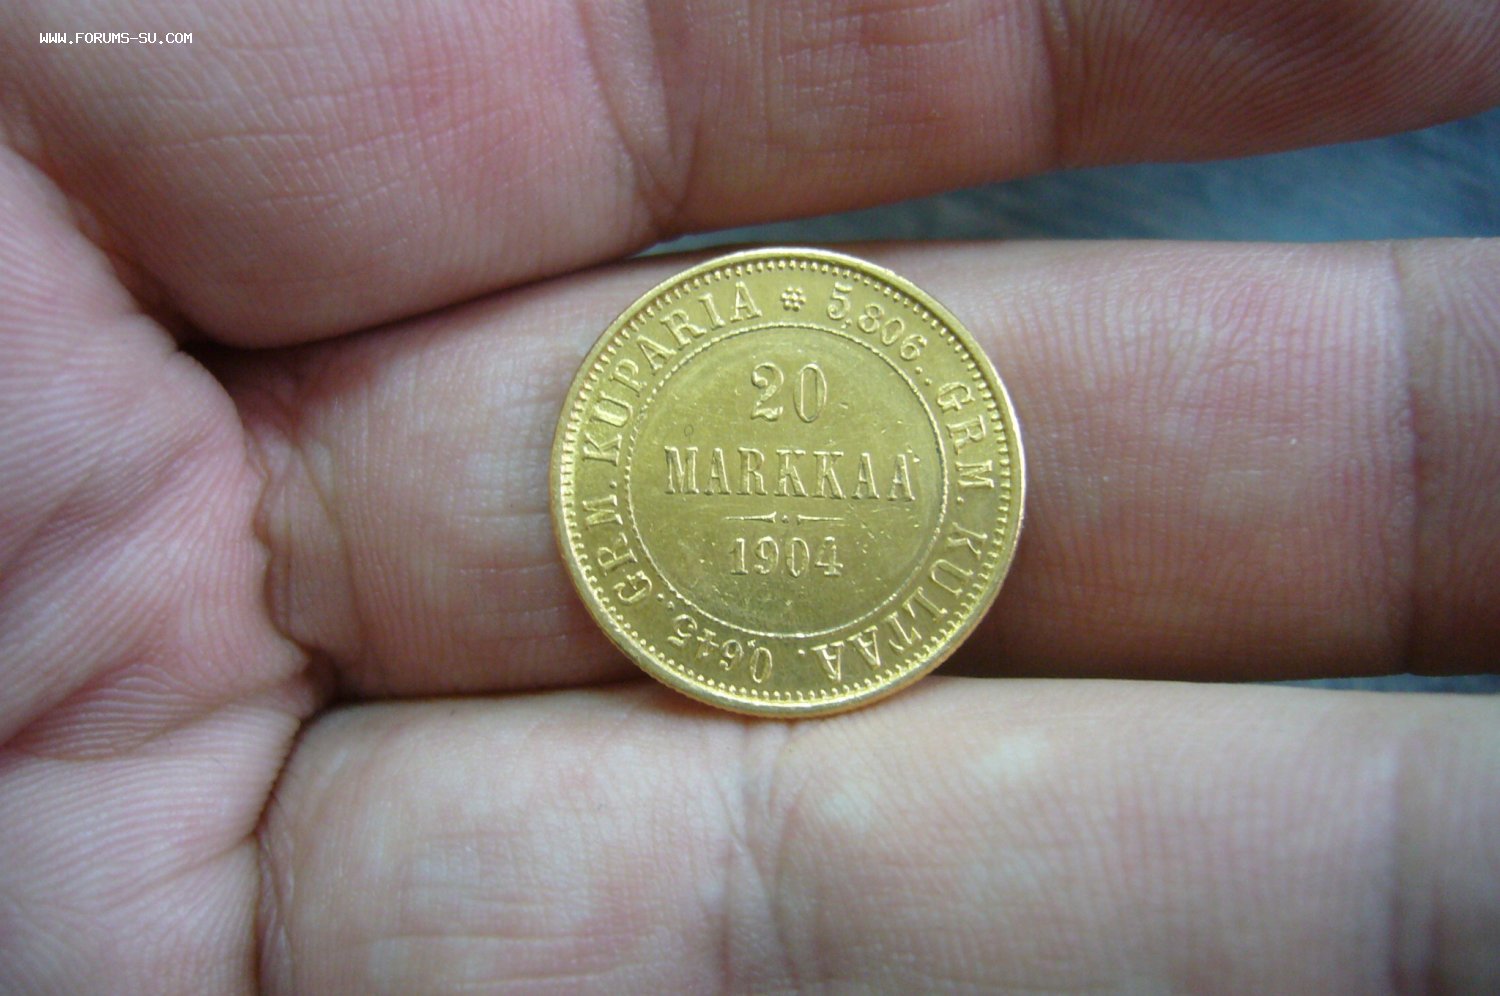 WWW.FORUMS-SU.COM
5,806.. GRM. KULTAA. 0,645.. GRM. KUPARIA
20
MARKKAA
1904